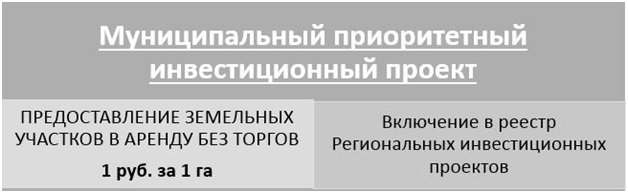 Муниципальный приоритетный
инвестиционный проект
ПРЕДОСТАВЛЕНИЕ ЗЕМЕЛЬНЫХ
УЧАСТКОВ В АРЕНДУ БЕЗ ТОРГОВ
1 руб. за 1 га
Включение в реестр
Региональных инвестиционных
проектов